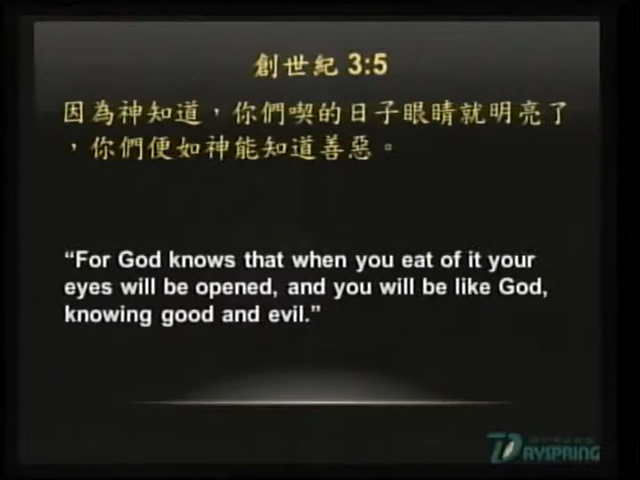 創世紀 3:5
因為神知道，你們喫的日子眼睛就明亮了
，你們便如神能知道善惡。
“For God knows that when you eat of it your
eyes will be opened, and you will be like God,
knowing good and evil.”
DAYSPRING